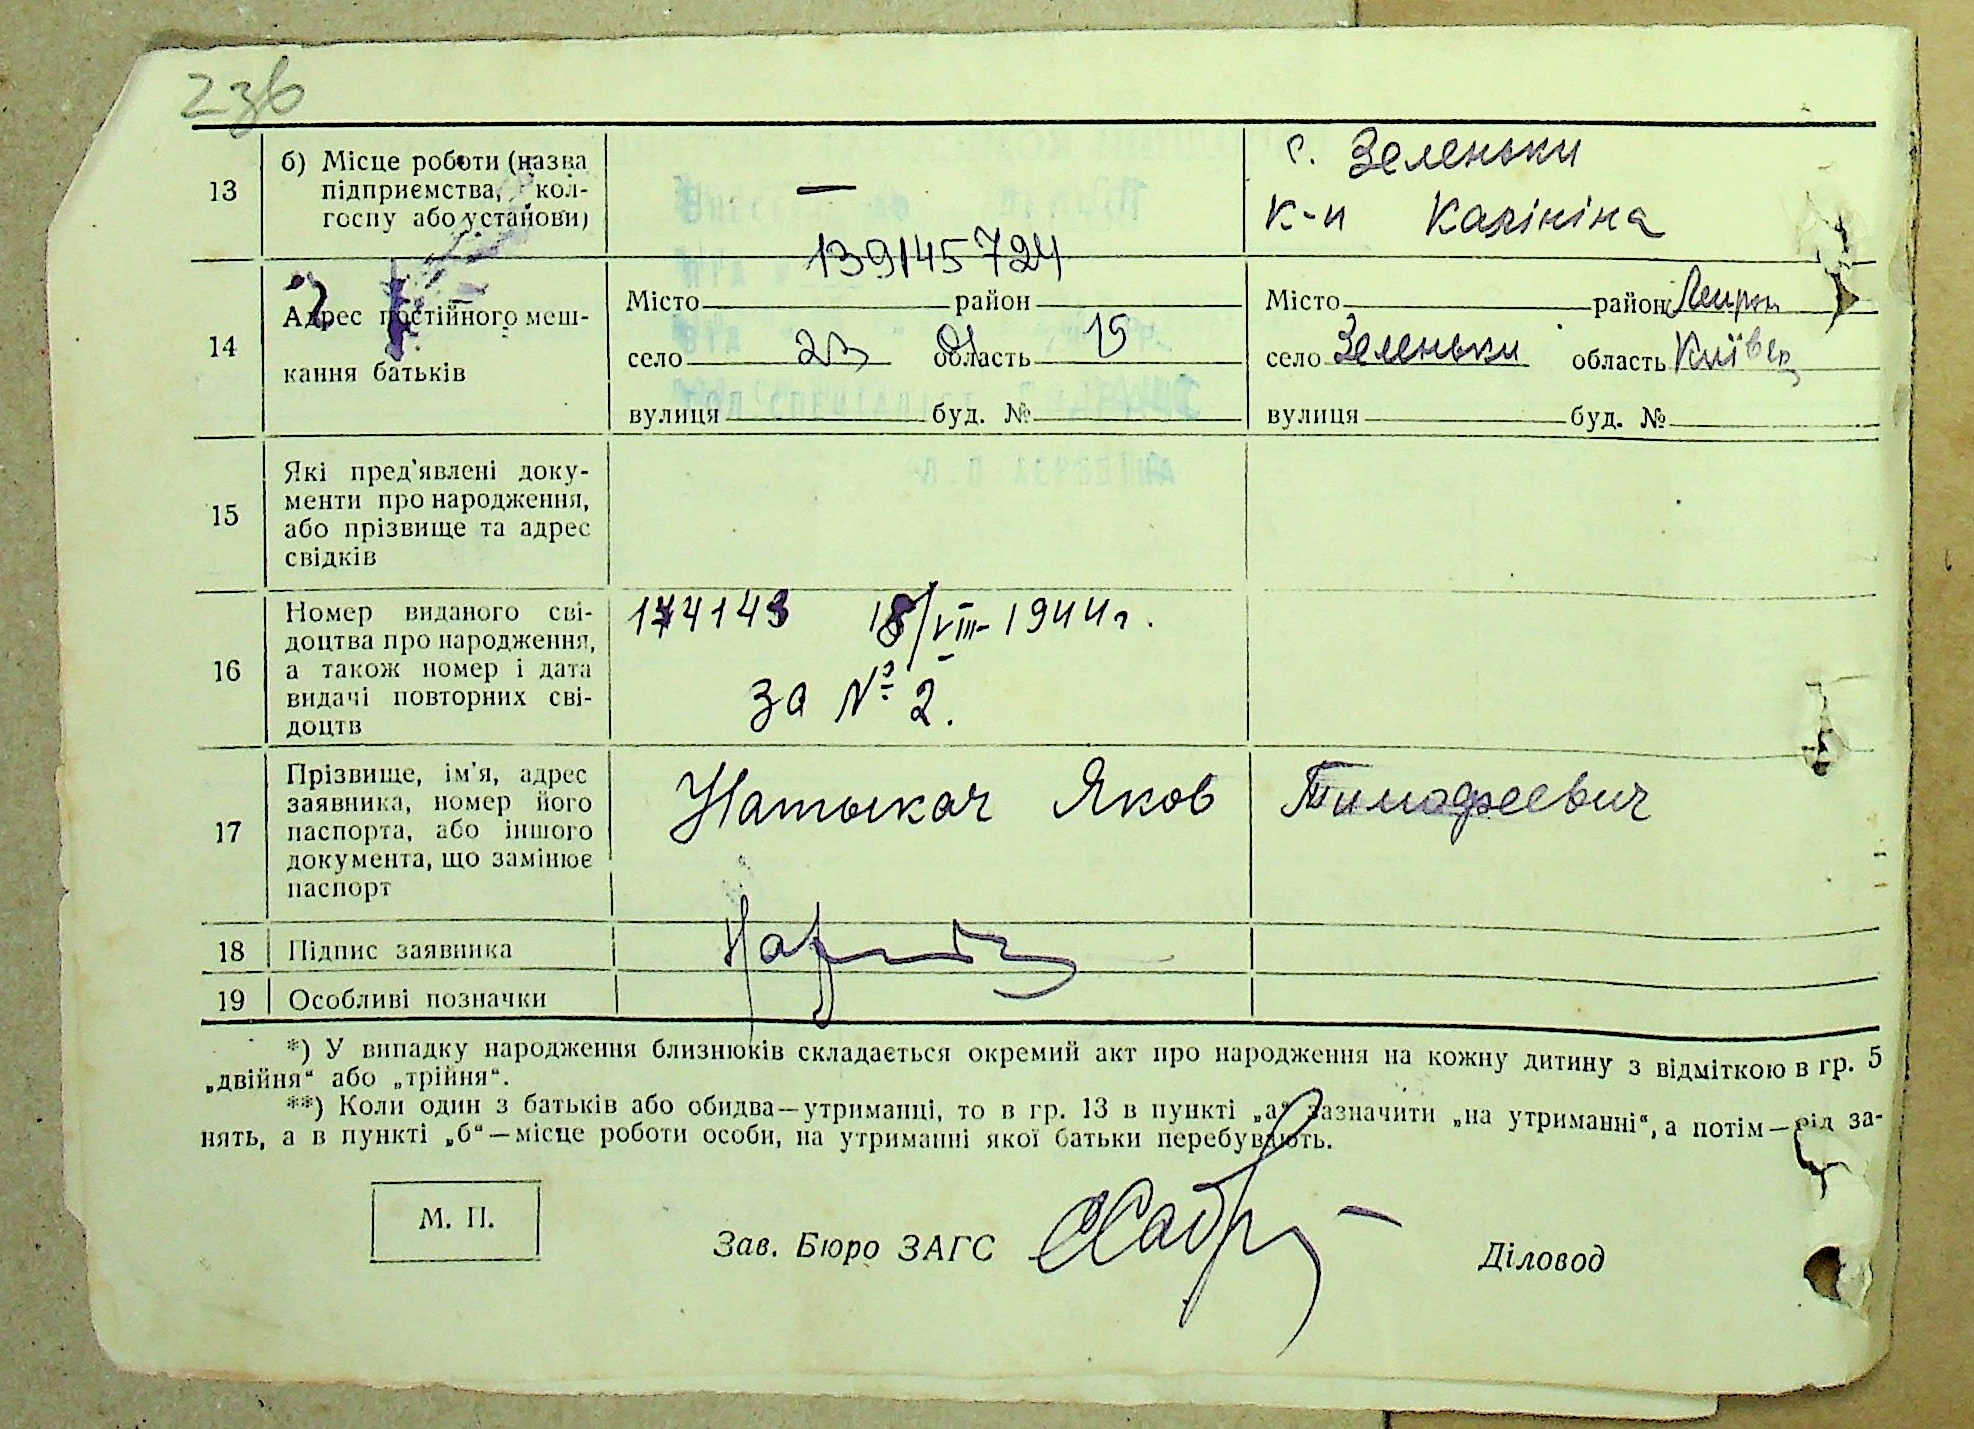 236
13
б) Місце роботи (назва
підприємства, кол-
госпу або установи)
—
с. Зеленьки
к-п Калініна
139145724
14
Адрес постійного меш-
кання батьків
Місто район
село 23 область 01 15
вулиця буд. №
Місто район
село Зеленьки область Київск
вулиця буд. №
15
Які пред'явлені доку-
менти про народження,
або прізвище та адрес
свідків
16
Номер виданого сві-
доцтва про народження,
а також номер і дата
видачі повторних сві-
доцтв
174143 18/VIII-1944г.
за № 2.
17
Прізвище, ім'я, адрес
заявника, номер його
паспорта, або іншого
документа, що замінює
паспорт
Натыкач Яков Тимофеевич
18
Підпис заявника
19
Особливі позначки
*) У випадку народження близнюків складається окремий акт про народження на кожну дитину з відміткою в гр. 5
„двійня“ або „трійня“.
**) Коли один з батьків або обидва—утриманці, то в гр. 13 в пункті „а“ зазначити „на утриманні“, а потім—рід за-
нять, а в пункті „б“—місце роботи особи, на утриманні якої батьки перебувають.
М. П.
Зав. Бюро ЗАГС
Діловод